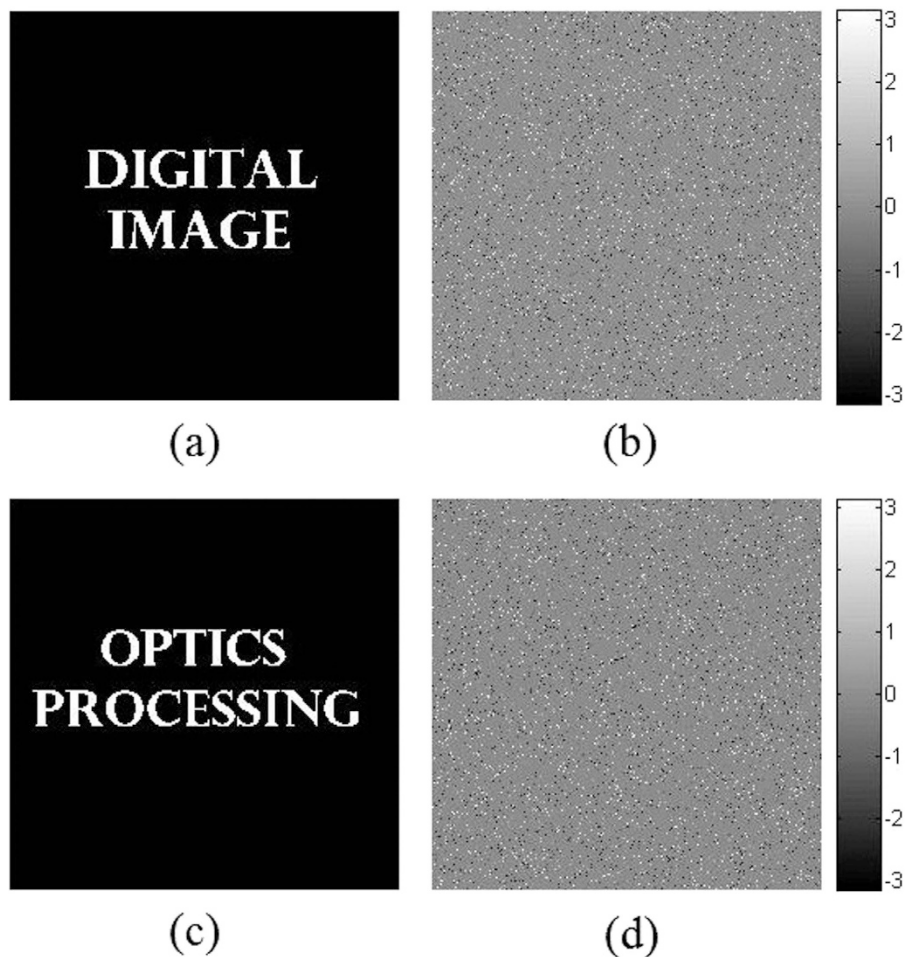 DIGITAL
IMAGE
3
2
1
0
-1
-2
-3
(a)
(b)
OPTICS
PROCESSING
3
2
1
0
-1
-2
-3
(c)
(d)